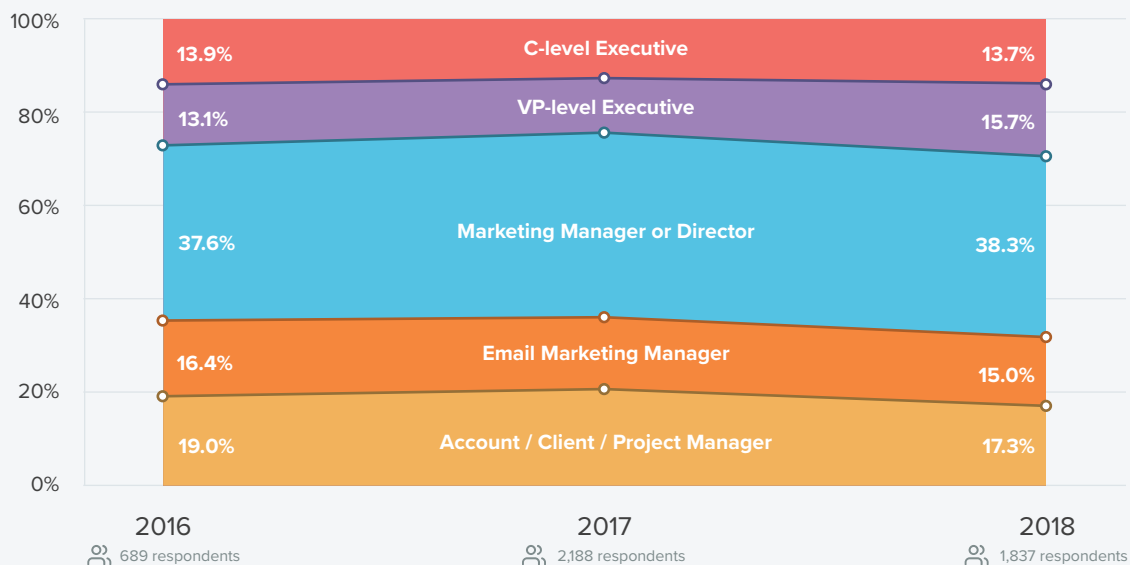 100%
80%
60%
40%
20%
0%
13.9%
C-level Executive
13.7%
13.1%
VP-level Executive
15.7%
37.6%
Marketing Manager or Director
38.3%
16.4%
Email Marketing Manager
15.0%
19.0%
Account / Client / Project Manager
17.3%
2016
2017
2018
689 respondents
2,188 respondents
1,837 respondents